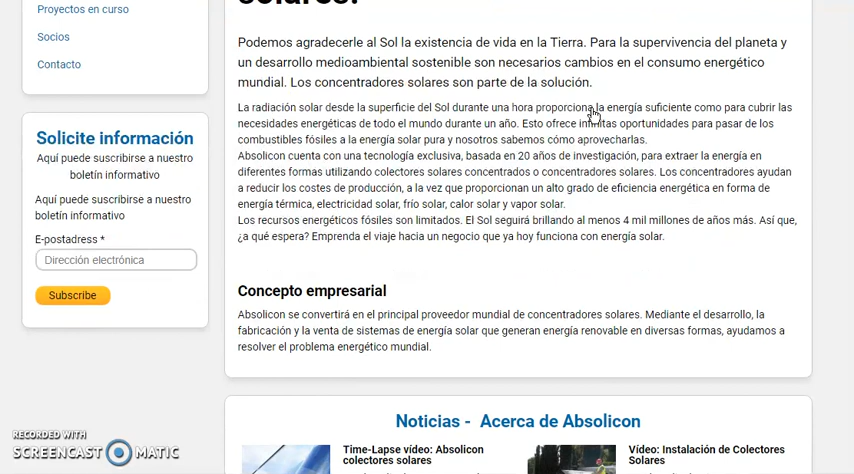 solares!
Proyectos en curso
Socios
Contacto
Solicite información
Aquí puede suscribirse a nuestro
boletín informativo
Aquí puede suscribirse a nuestro
boletín informativo
E-postadress *
Dirección electrónica
Subscribe
Podemos agradecerle al Sol la existencia de vida en la Tierra. Para la supervivencia del planeta y
un desarrollo medioambiental sostenible son necesarios cambios en el consumo energético
mundial. Los concentradores solares son parte de la solución.
La radiación solar desde la superficie del Sol durante una hora proporciona la energía suficiente como para cubrir las
necesidades energéticas de todo el mundo durante un año. Esto ofrece infinitas oportunidades para pasar de los
combustibles fósiles a la energía solar pura y nosotros sabemos cómo aprovecharlas.
Absolicon cuenta con una tecnología exclusiva, basada en 20 años de investigación, para extraer la energía en
diferentes formas utilizando colectores solares concentrados o concentradores solares. Los concentradores ayudan
a reducir los costes de producción, a la vez que proporcionan un alto grado de eficiencia energética en forma de
energía térmica, electricidad solar, frío solar, calor solar y vapor solar.
Los recursos energéticos fósiles son limitados. El Sol seguirá brillando al menos 4 mil millones de años más. Así que,
¿a qué espera? Emprenda el viaje hacia un negocio que ya hoy funciona con energía solar.
Concepto empresarial
Absolicon se convertirá en el principal proveedor mundial de concentradores solares. Mediante el desarrollo, la
fabricación y la venta de sistemas de energía solar que generan energía renovable en diversas formas, ayudamos a
resolver el problema energético mundial.
Noticias - Acerca de Absolicon
Time-Lapse vídeo: Absolicon
colectores solares
Vídeo: Instalación de Colectores
Solares
RECORDED WITH
SCREENCAST MATIC